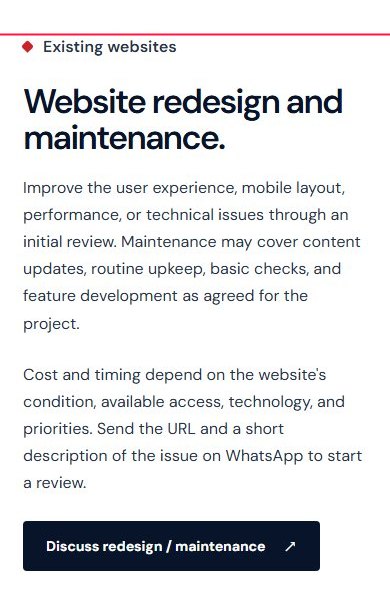 Existing websites
Website redesign and
maintenance.
Improve the user experience, mobile layout,
performance, or technical issues through an
initial review. Maintenance may cover content
updates, routine upkeep, basic checks, and
feature development as agreed for the
project.
Cost and timing depend on the website's
condition, available access, technology, and
priorities. Send the URL and a short
description of the issue on WhatsApp to start
a review.
Discuss redesign / maintenance ↗